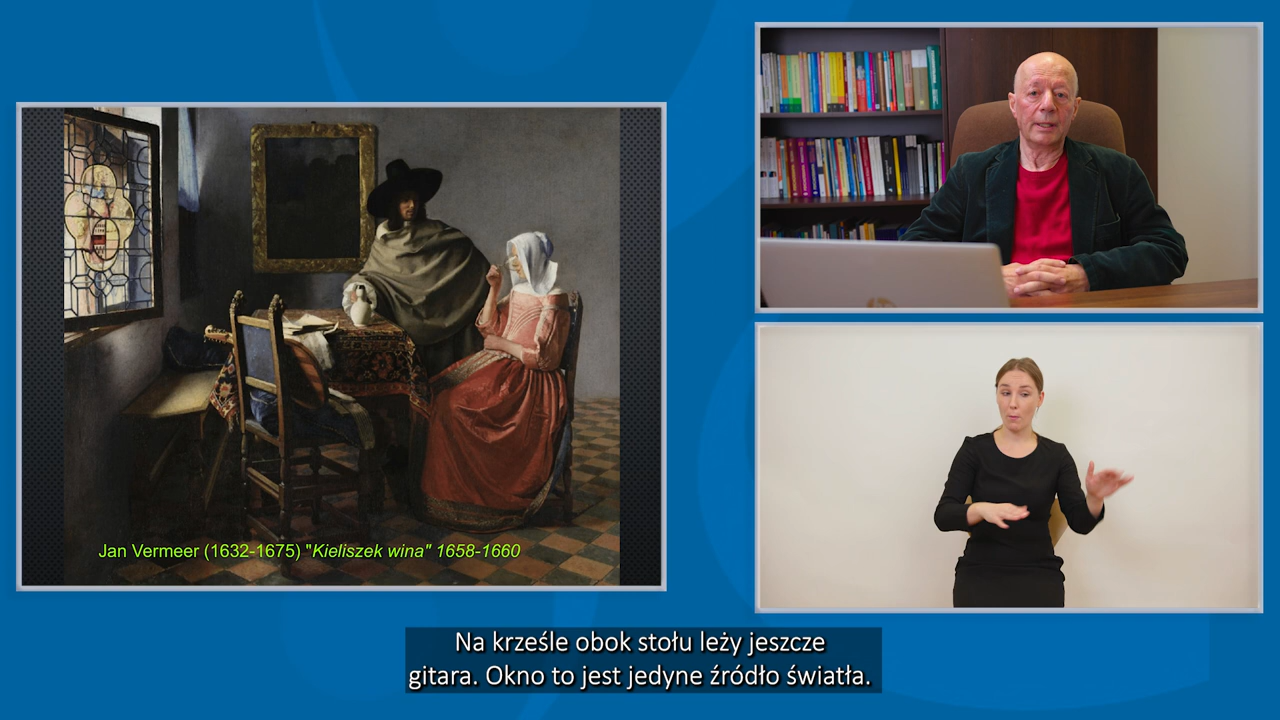 Jan Vermeer (1632-1675) "Kieliszek wina" 1658-1660
Na krześle obok stołu leży jeszcze
gitara. Okno to jest jedyne źródło światła.